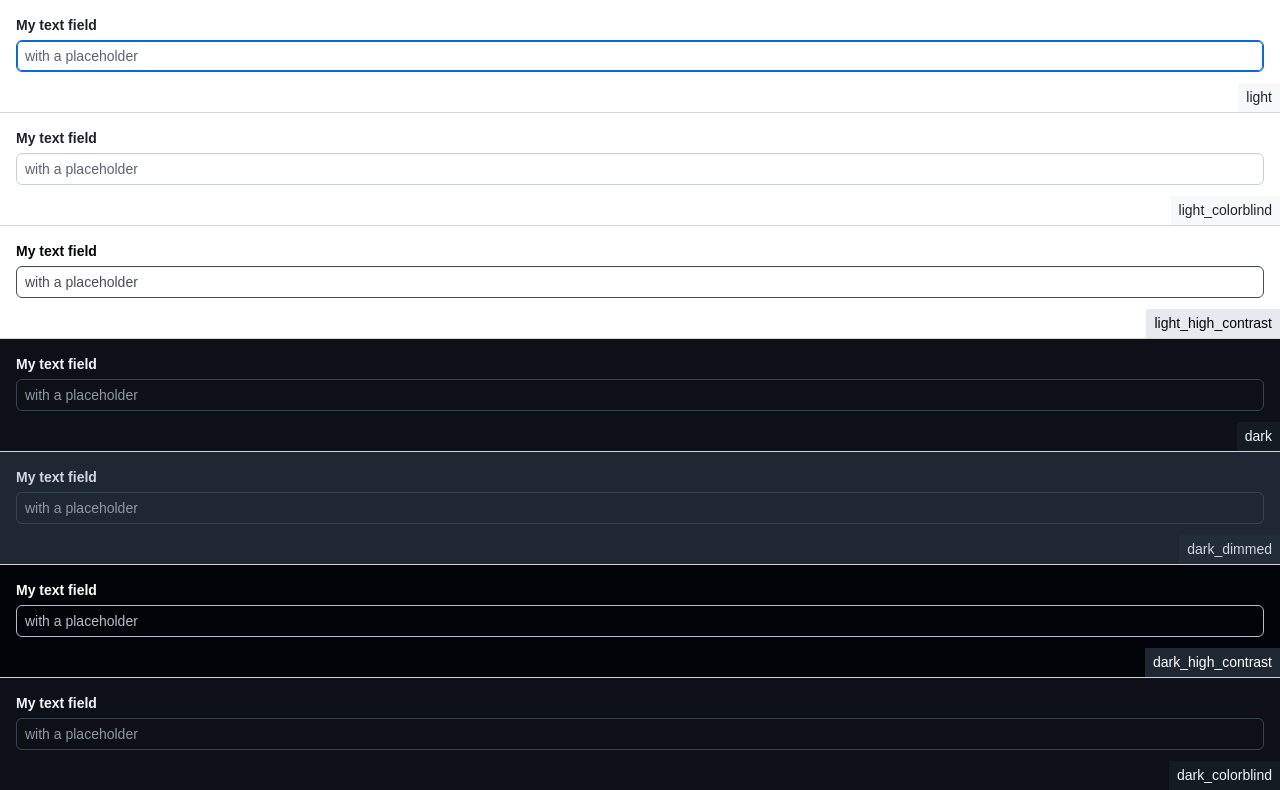 My text field
with a placeholder
light
My text field
with a placeholder
light_colorblind
My text field
with a placeholder
light_high_contrast
My text field
with a placeholder
dark
My text field
with a placeholder
dark_dimmed
My text field
with a placeholder
dark_high_contrast
My text field
with a placeholder
dark_colorblind